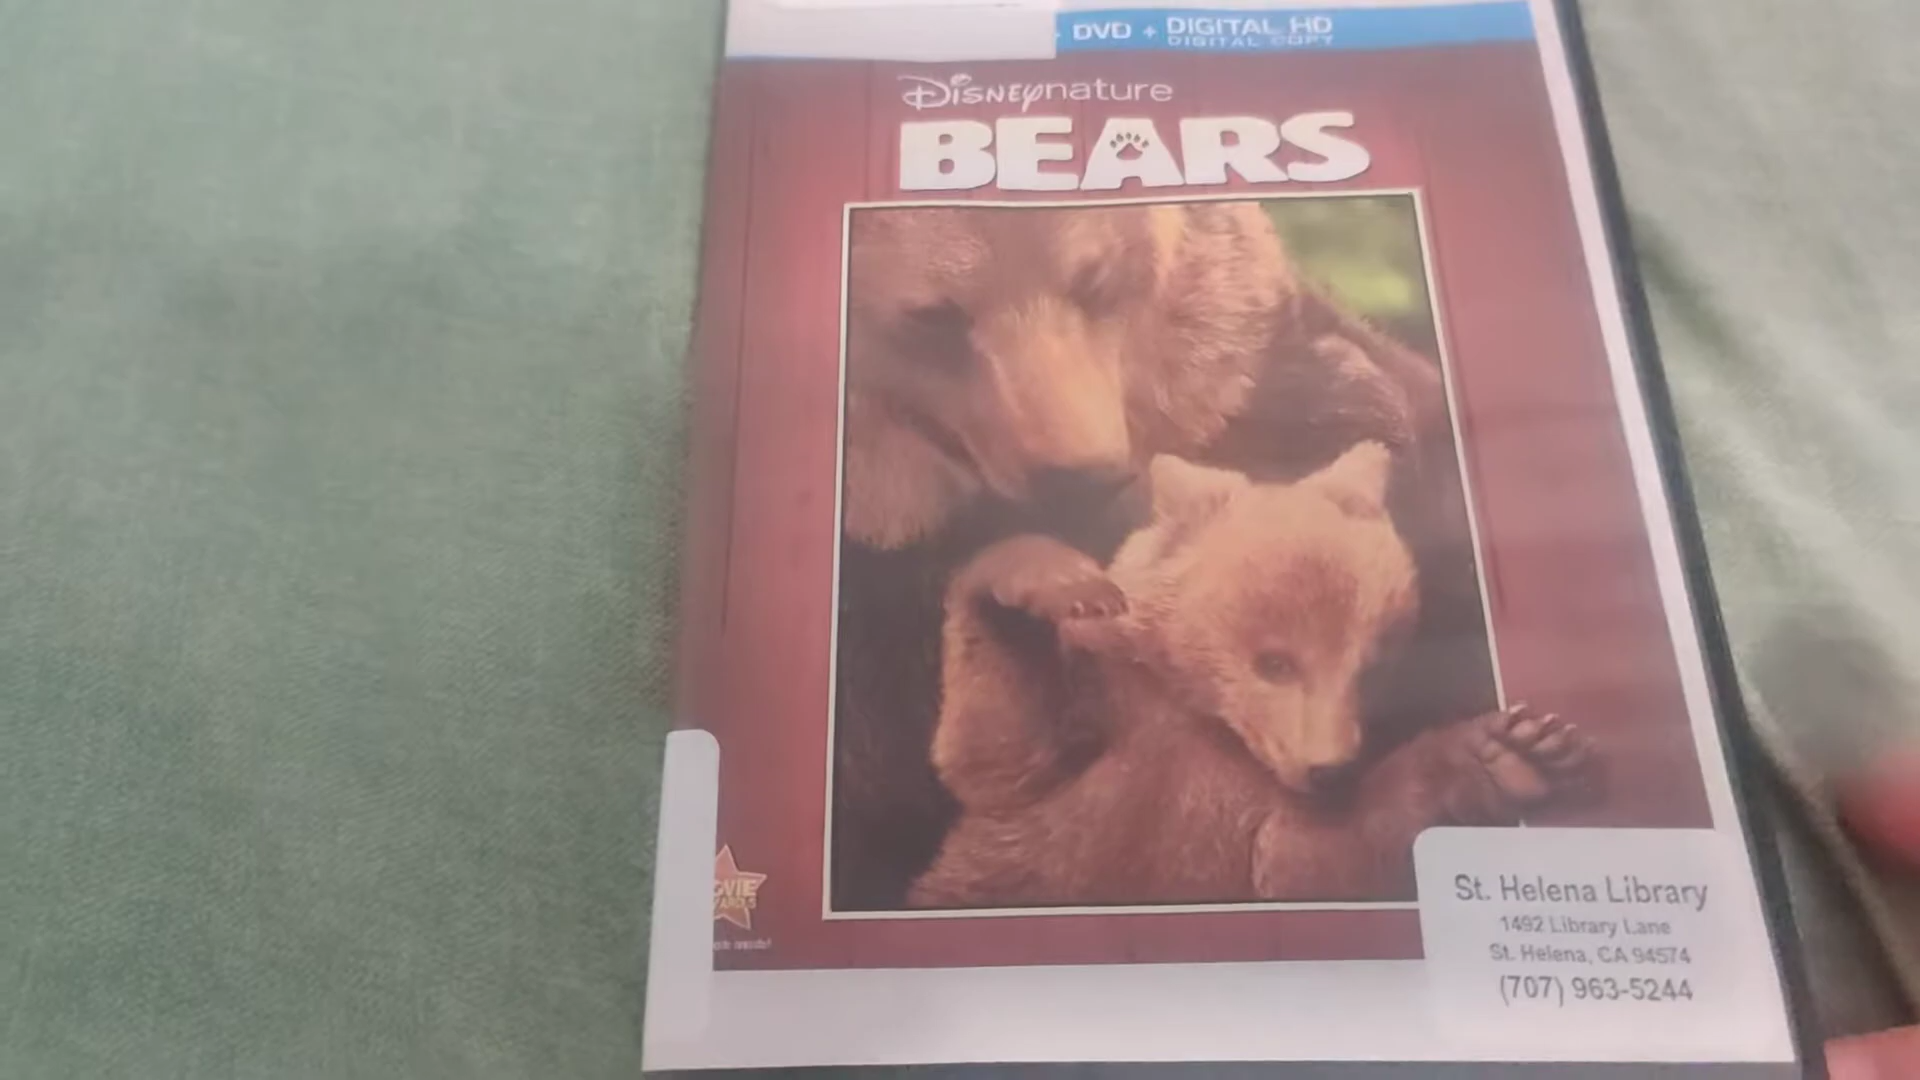 DVD + DIGITAL HD
DIGITAL COPY
Disneynature
BEARS
St. Helena Library
1492 Library Lane
St. Helena, CA 94574
(707) 963-5244